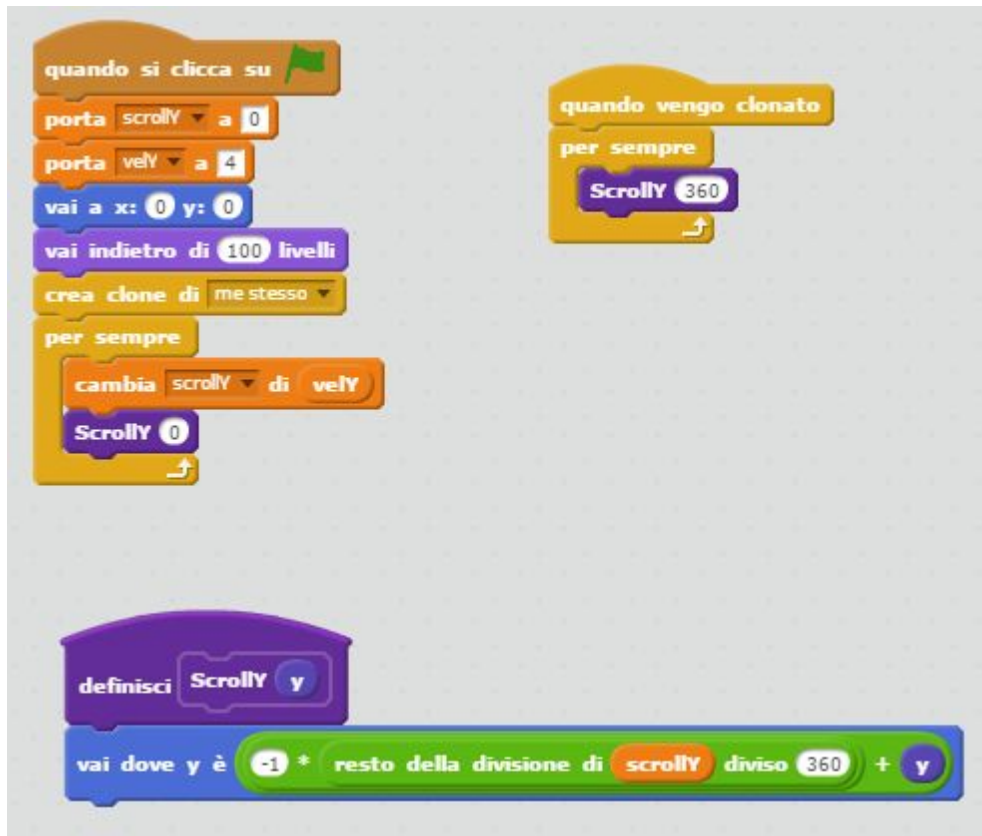 quando si clicca su
porta scrollY a 0
porta velY a 4
vai a x: 0 y: 0
vai indietro di 100 livelli
crea clone di me stesso
per sempre
cambia scrollY di velY
ScrollY 0
quando vengo clonato
per sempre
ScrollY 360
definisci ScrollY y
vai dove y è -1 * resto della divisione di scrollY diviso 360 + y